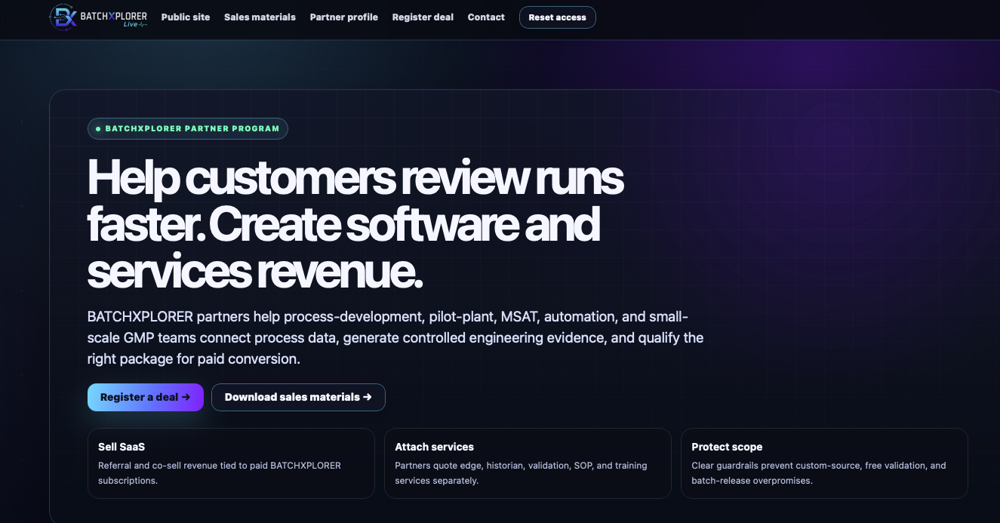 BATCHXPLORER
Live
Public site
Sales materials
Partner profile
Register deal
Contact
Reset access
BATCHXPLORER PARTNER PROGRAM
Help customers review runs
faster. Create software and
services revenue.
BATCHXPLORER partners help process-development, pilot-plant, MSAT, automation, and small-
scale GMP teams connect process data, generate controlled engineering evidence, and qualify the
right package for paid conversion.
Register a deal →
Download sales materials →
Sell SaaS
Referral and co-sell revenue tied to paid BATCHXPLORER
subscriptions.
Attach services
Partners quote edge, historian, validation, SOP, and training
services separately.
Protect scope
Clear guardrails prevent custom-source, free validation, and
batch-release overpromises.